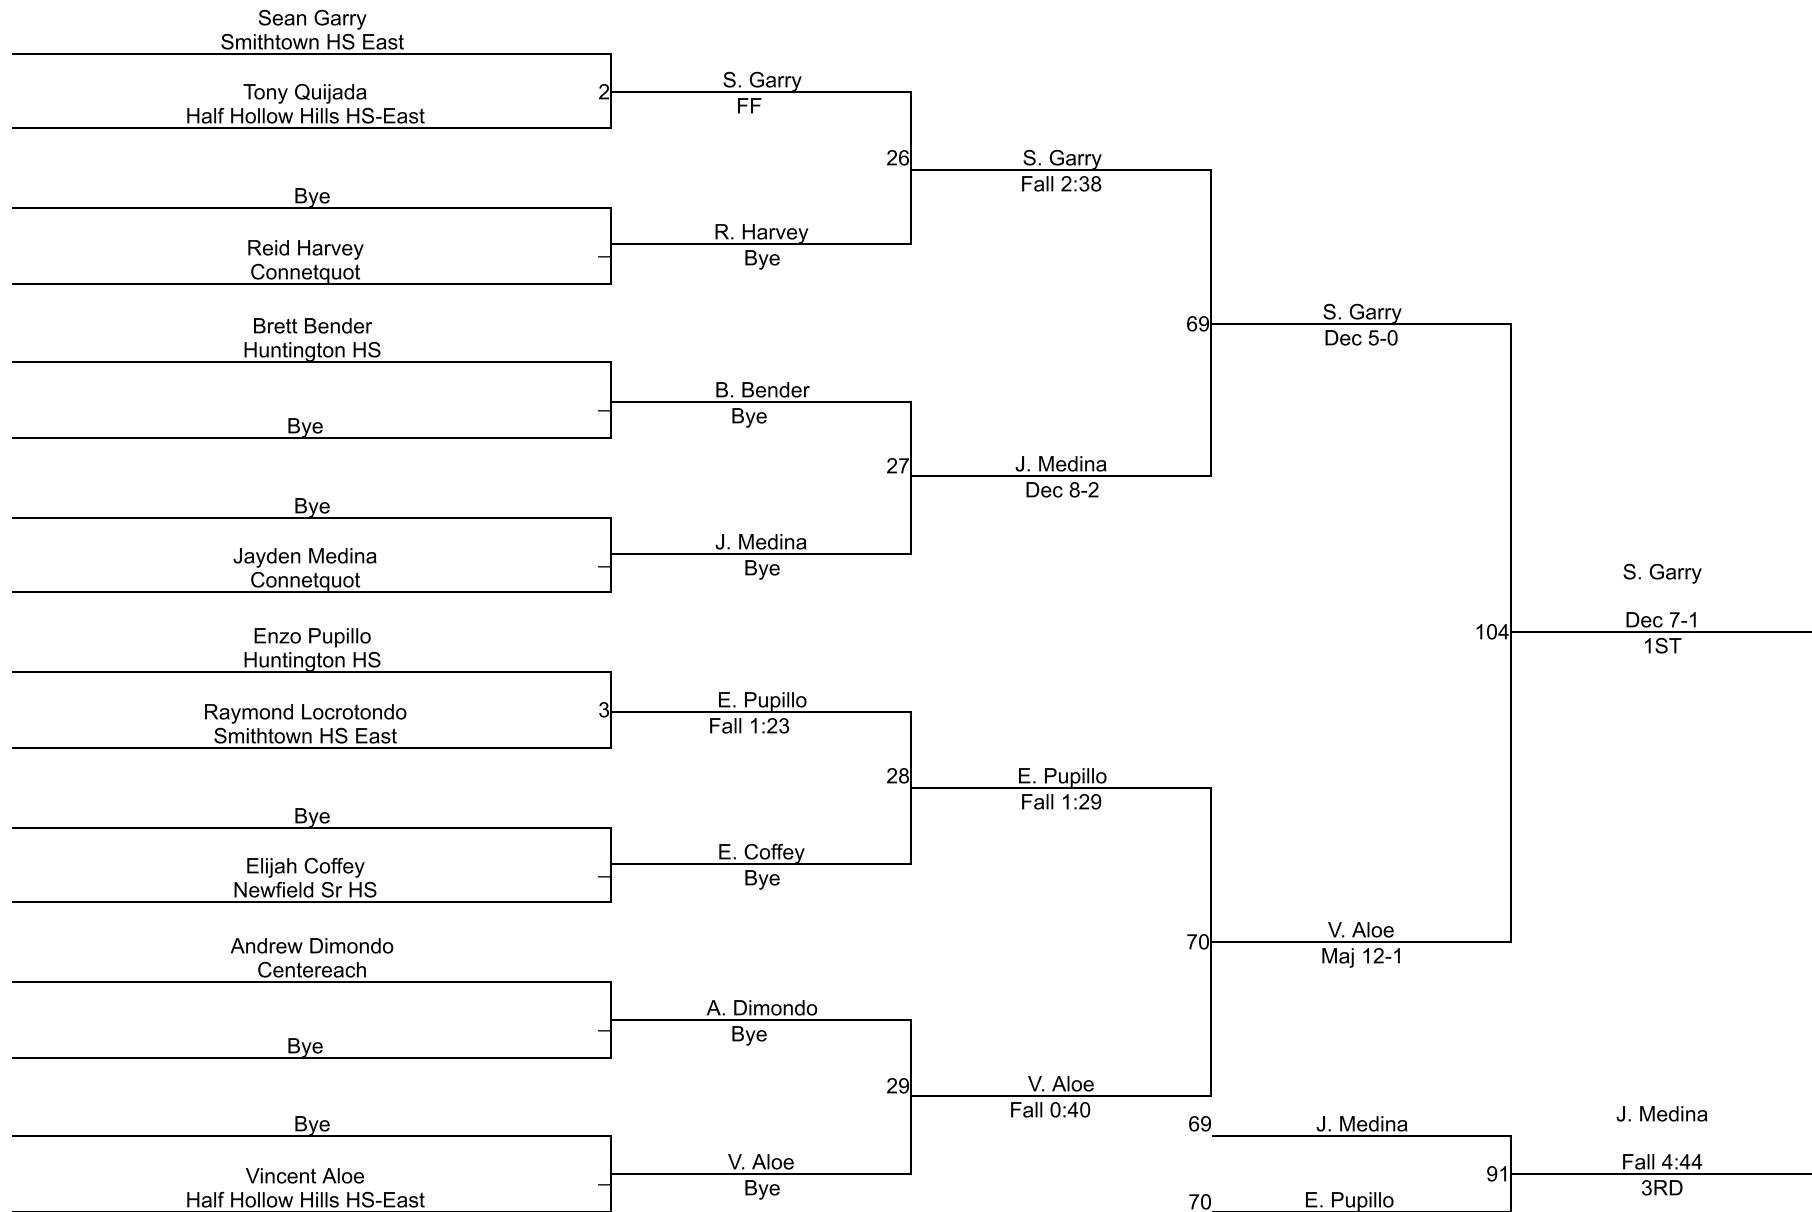 Sean Garry
Smithtown HS East
Tony Quijada
Half Hollow Hills HS-East
2
S. Garry
FF
Bye
Reid Harvey
Connetquot
R. Harvey
Bye
26
S. Garry
Fall 2:38
Brett Bender
Huntington HS
Bye
B. Bender
Bye
Bye
Jayden Medina
Connetquot
J. Medina
Bye
27
J. Medina
Dec 8-2
69
S. Garry
Dec 5-0
Enzo Pupillo
Huntington HS
Raymond Locrotondo
Smithtown HS East
3
E. Pupillo
Fall 1:23
Bye
Elijah Coffey
Newfield Sr HS
E. Coffey
Bye
28
E. Pupillo
Fall 1:29
Andrew Dimondo
Centereach
Bye
A. Dimondo
Bye
Bye
Vincent Aloe
Half Hollow Hills HS-East
V. Aloe
Bye
29
V. Aloe
Fall 0:40
70
V. Aloe
Maj 12-1
104
S. Garry
Dec 7-1
1ST
69
J. Medina
70
E. Pupillo
91
J. Medina
Fall 4:44
3RD